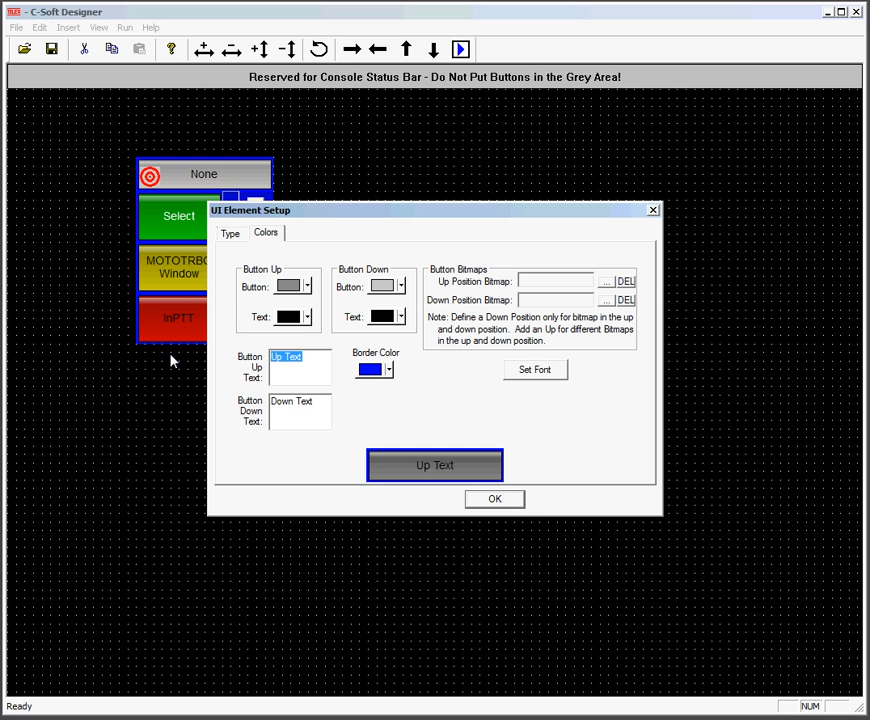 TELEX - C-Soft Designer
File Edit Insert View Run Help
Reserved for Console Status Bar - Do Not Put Buttons in the Grey Area!
None
Select
MOTOTRBO
Window
InPTT
UI Element Setup
Type Colors
Button Up
Button:
Text:
Button Down
Button:
Text:
Button Bitmaps
Up Position Bitmap: ... DEL
Down Position Bitmap: ... DEL
Note: Define a Down Position only for bitmap in the up
and down position. Add an Up for different Bitmaps
in the up and down position.
Button
Up
Text:
Up Text
Border Color
Set Font
Button
Down
Text:
Down Text
Up Text
OK
Ready
NUM